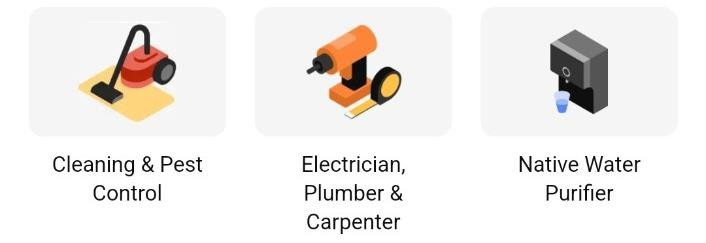 Cleaning & Pest
Control
Electrician,
Plumber &
Carpenter
Native Water
Purifier